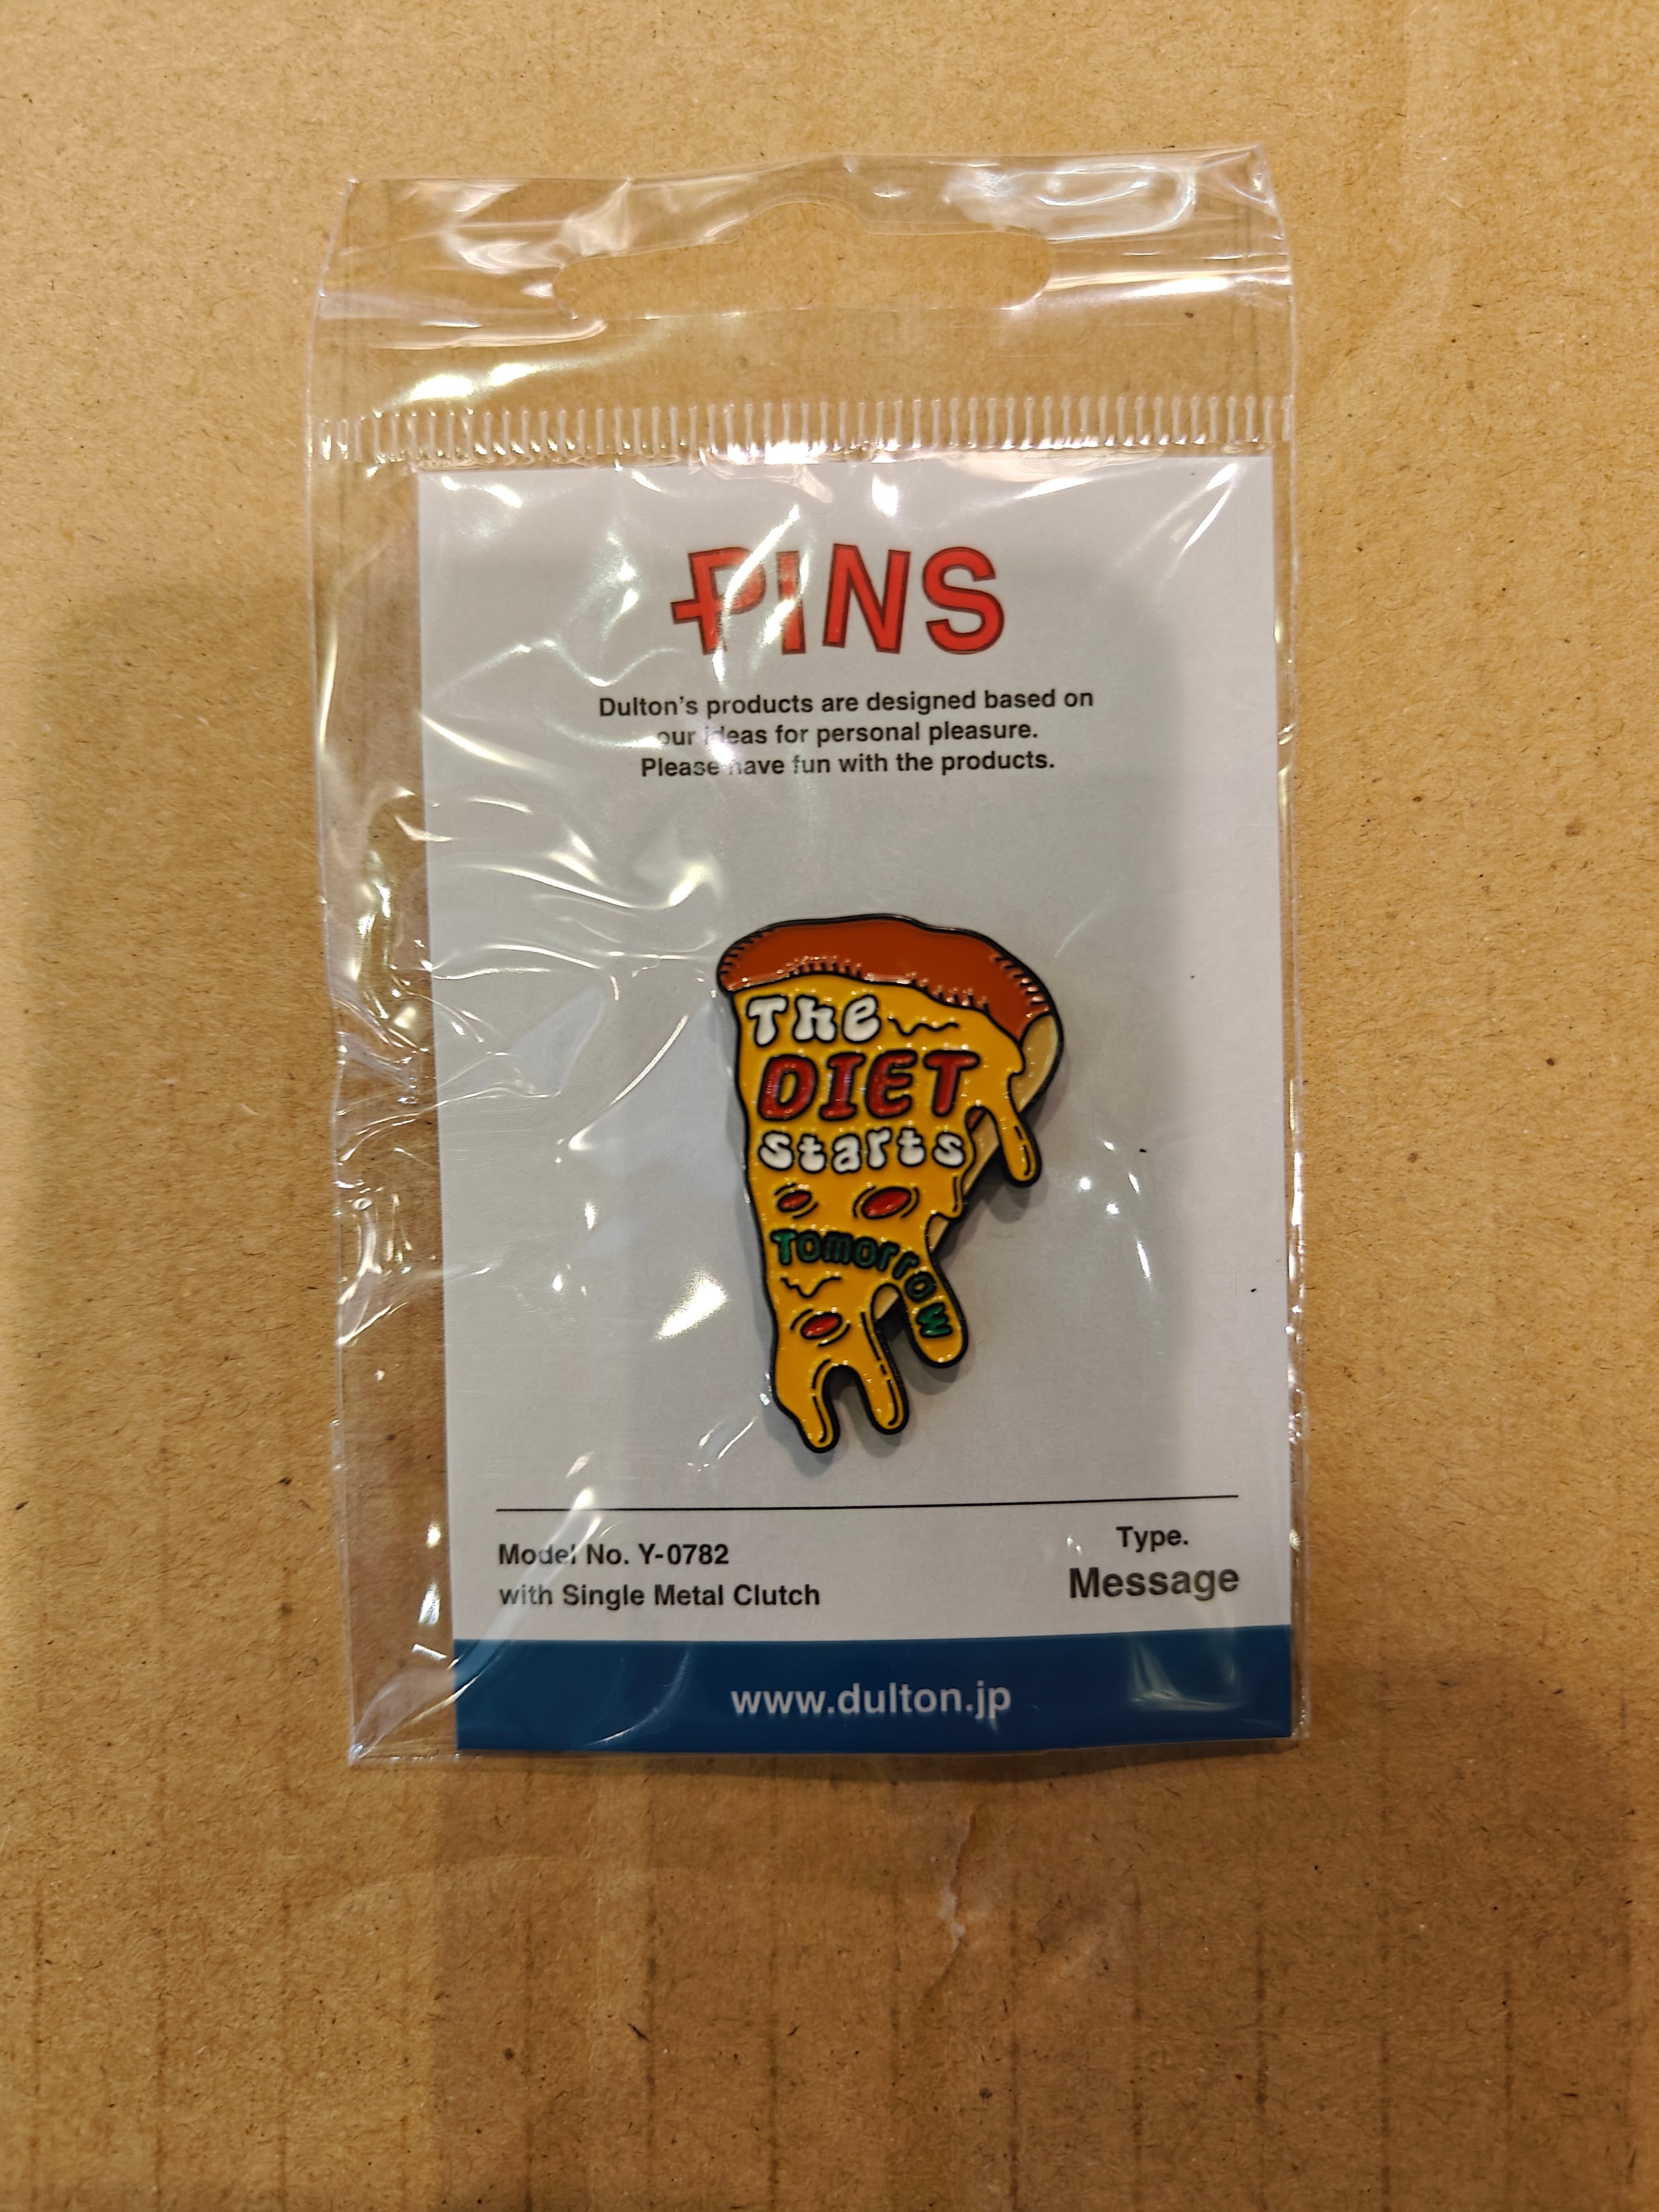 PINS
Dulton's products are designed based on
our ideas for personal pleasure.
Please have fun with the products.
The
DIET
starts
Tomorrow
Model No. Y-0782
with Single Metal Clutch
Type.
Message
www.dulton.jp